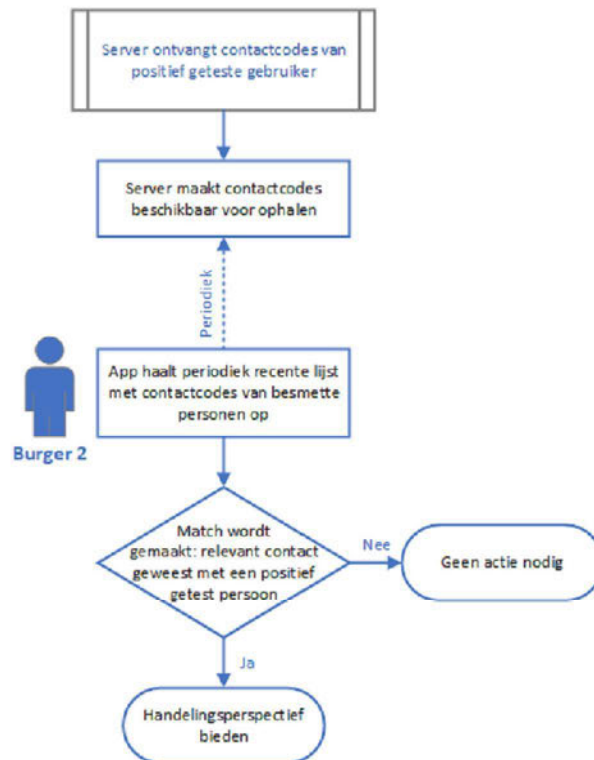 Server ontvangt contactcodes van
positief geteste gebruiker
Server maakt contactcodes
beschikbaar voor ophalen
Periodiek
App haalt periodiek recente lijst
met contactcodes van besmette
personen op
Burger 2
Match wordt
gemaakt: relevant contact
geweest met een positief
getest persoon
Nee
Geen actie nodig
Ja
Handelingsperspectief
bieden